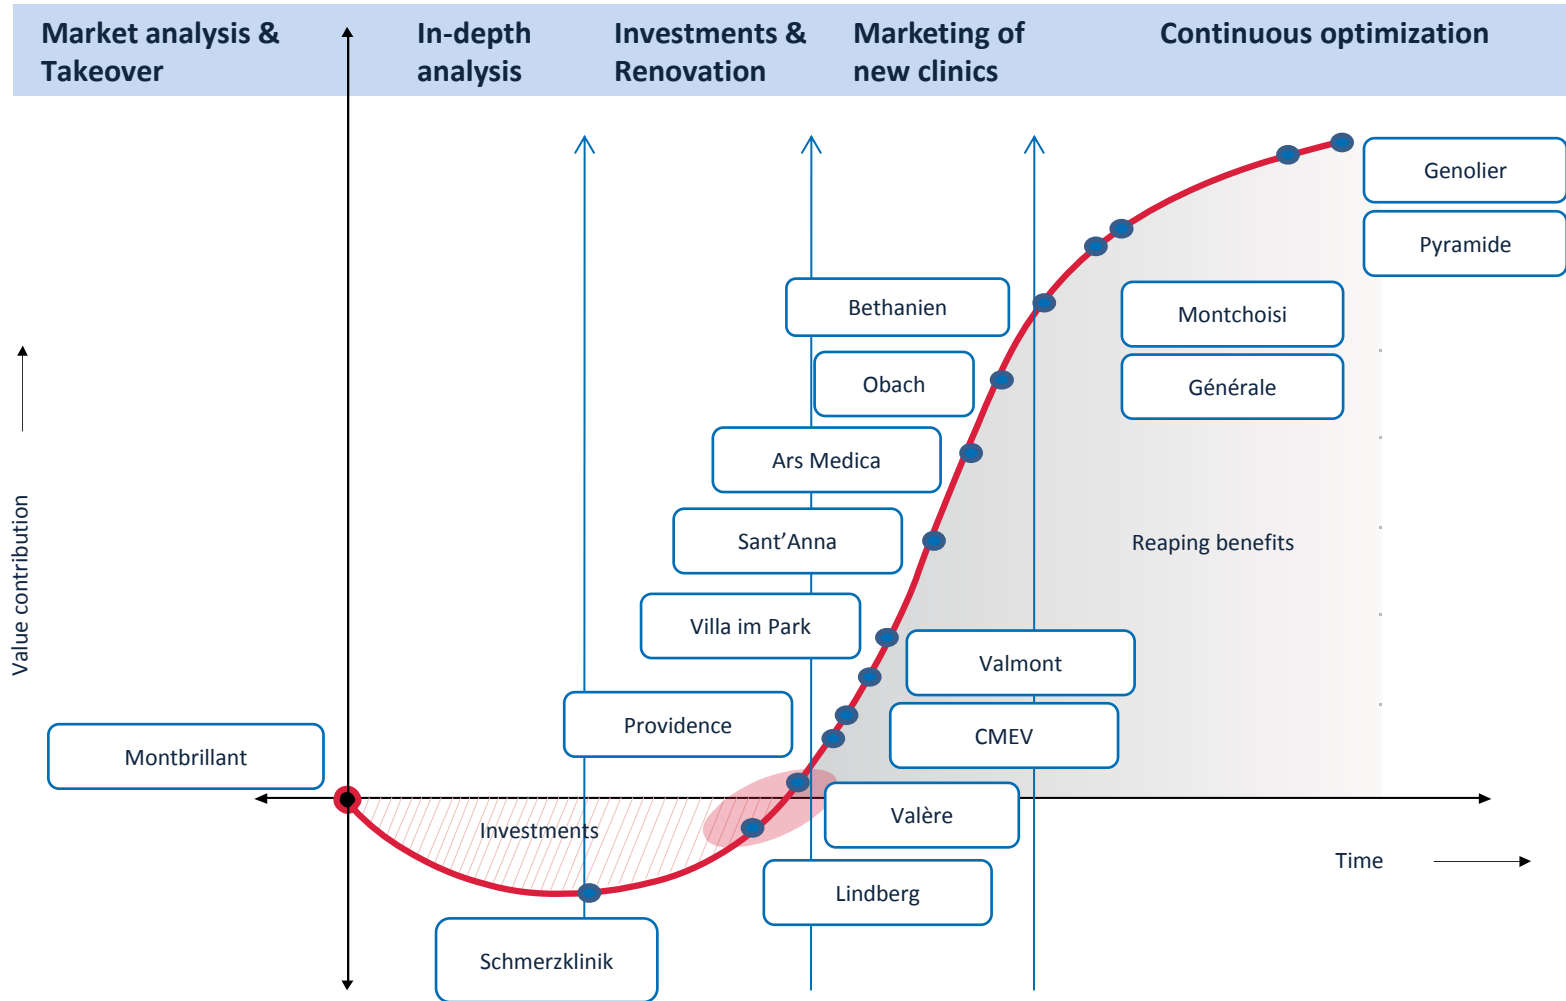 Market analysis &
Takeover
In-depth
analysis
Investments &
Renovation
Marketing of
new clinics
Continuous optimization
Genolier
Pyramide
Bethanien
Montchoisi
Obach
Générale
Ars Medica
Sant’Anna
Reaping benefits
Villa im Park
Valmont
Providence
CMEV
Value contribution
Montbrillant
Investments
Valère
Time
Lindberg
Schmerzklinik